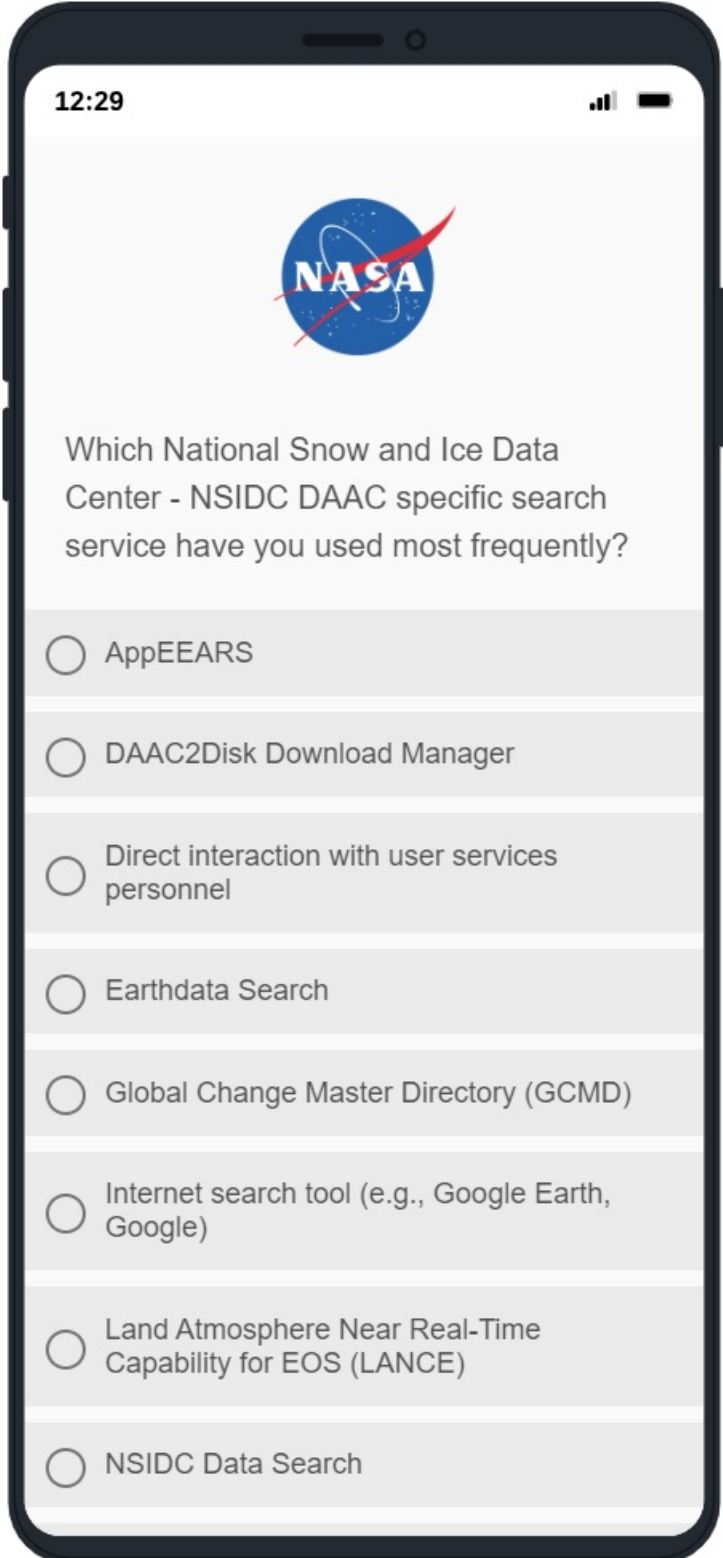 12:29
NASA
Which National Snow and Ice Data
Center - NSIDC DAAC specific search
service have you used most frequently?
AppEEARS
DAAC2Disk Download Manager
Direct interaction with user services
personnel
Earthdata Search
Global Change Master Directory (GCMD)
Internet search tool (e.g., Google Earth,
Google)
Land Atmosphere Near Real-Time
Capability for EOS (LANCE)
NSIDC Data Search